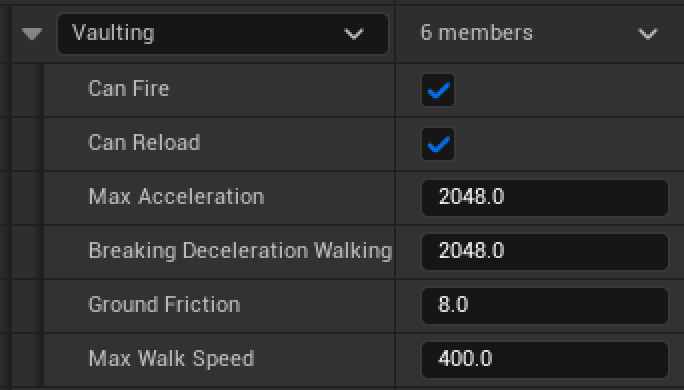 Vaulting 6 members
Can Fire
Can Reload
Max Acceleration 2048.0
Breaking Deceleration Walking 2048.0
Ground Friction 8.0
Max Walk Speed 400.0